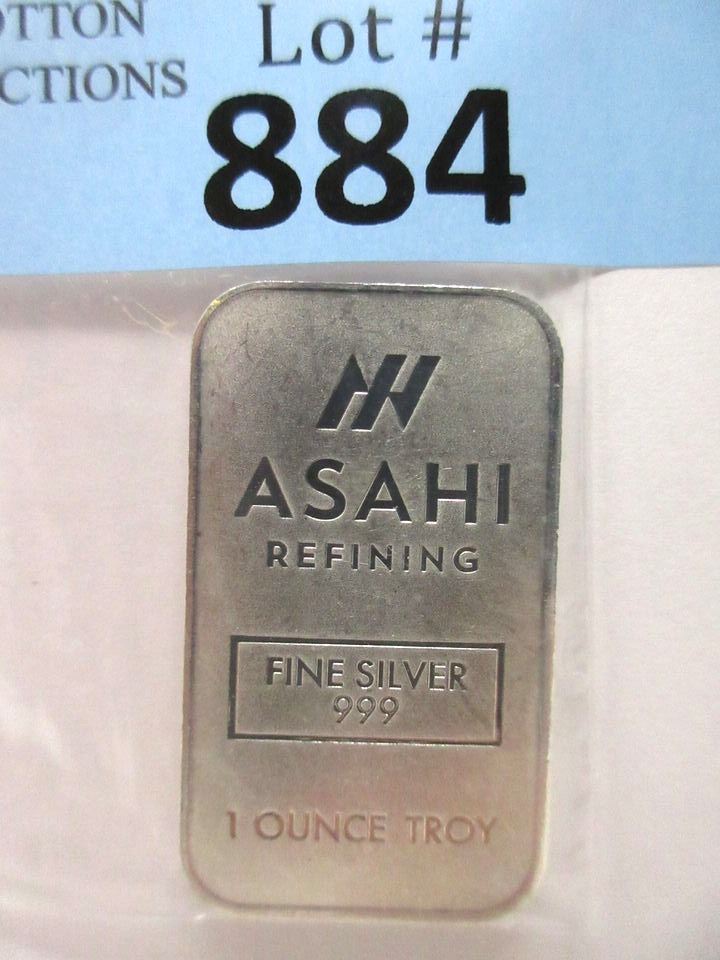 OTTON
CTIONS
Lot #
884
ASAHI
REFINING
FINE SILVER
999
1 OUNCE TROY